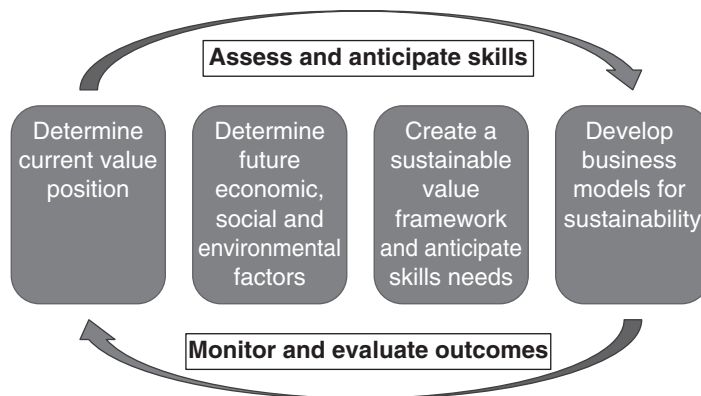 Assess and anticipate skills
Determine
current value
position
Determine
future
economic,
social and
environmental
factors
Create a
sustainable
value
framework
and anticipate
skills needs
Develop
business
models for
sustainability
Monitor and evaluate outcomes